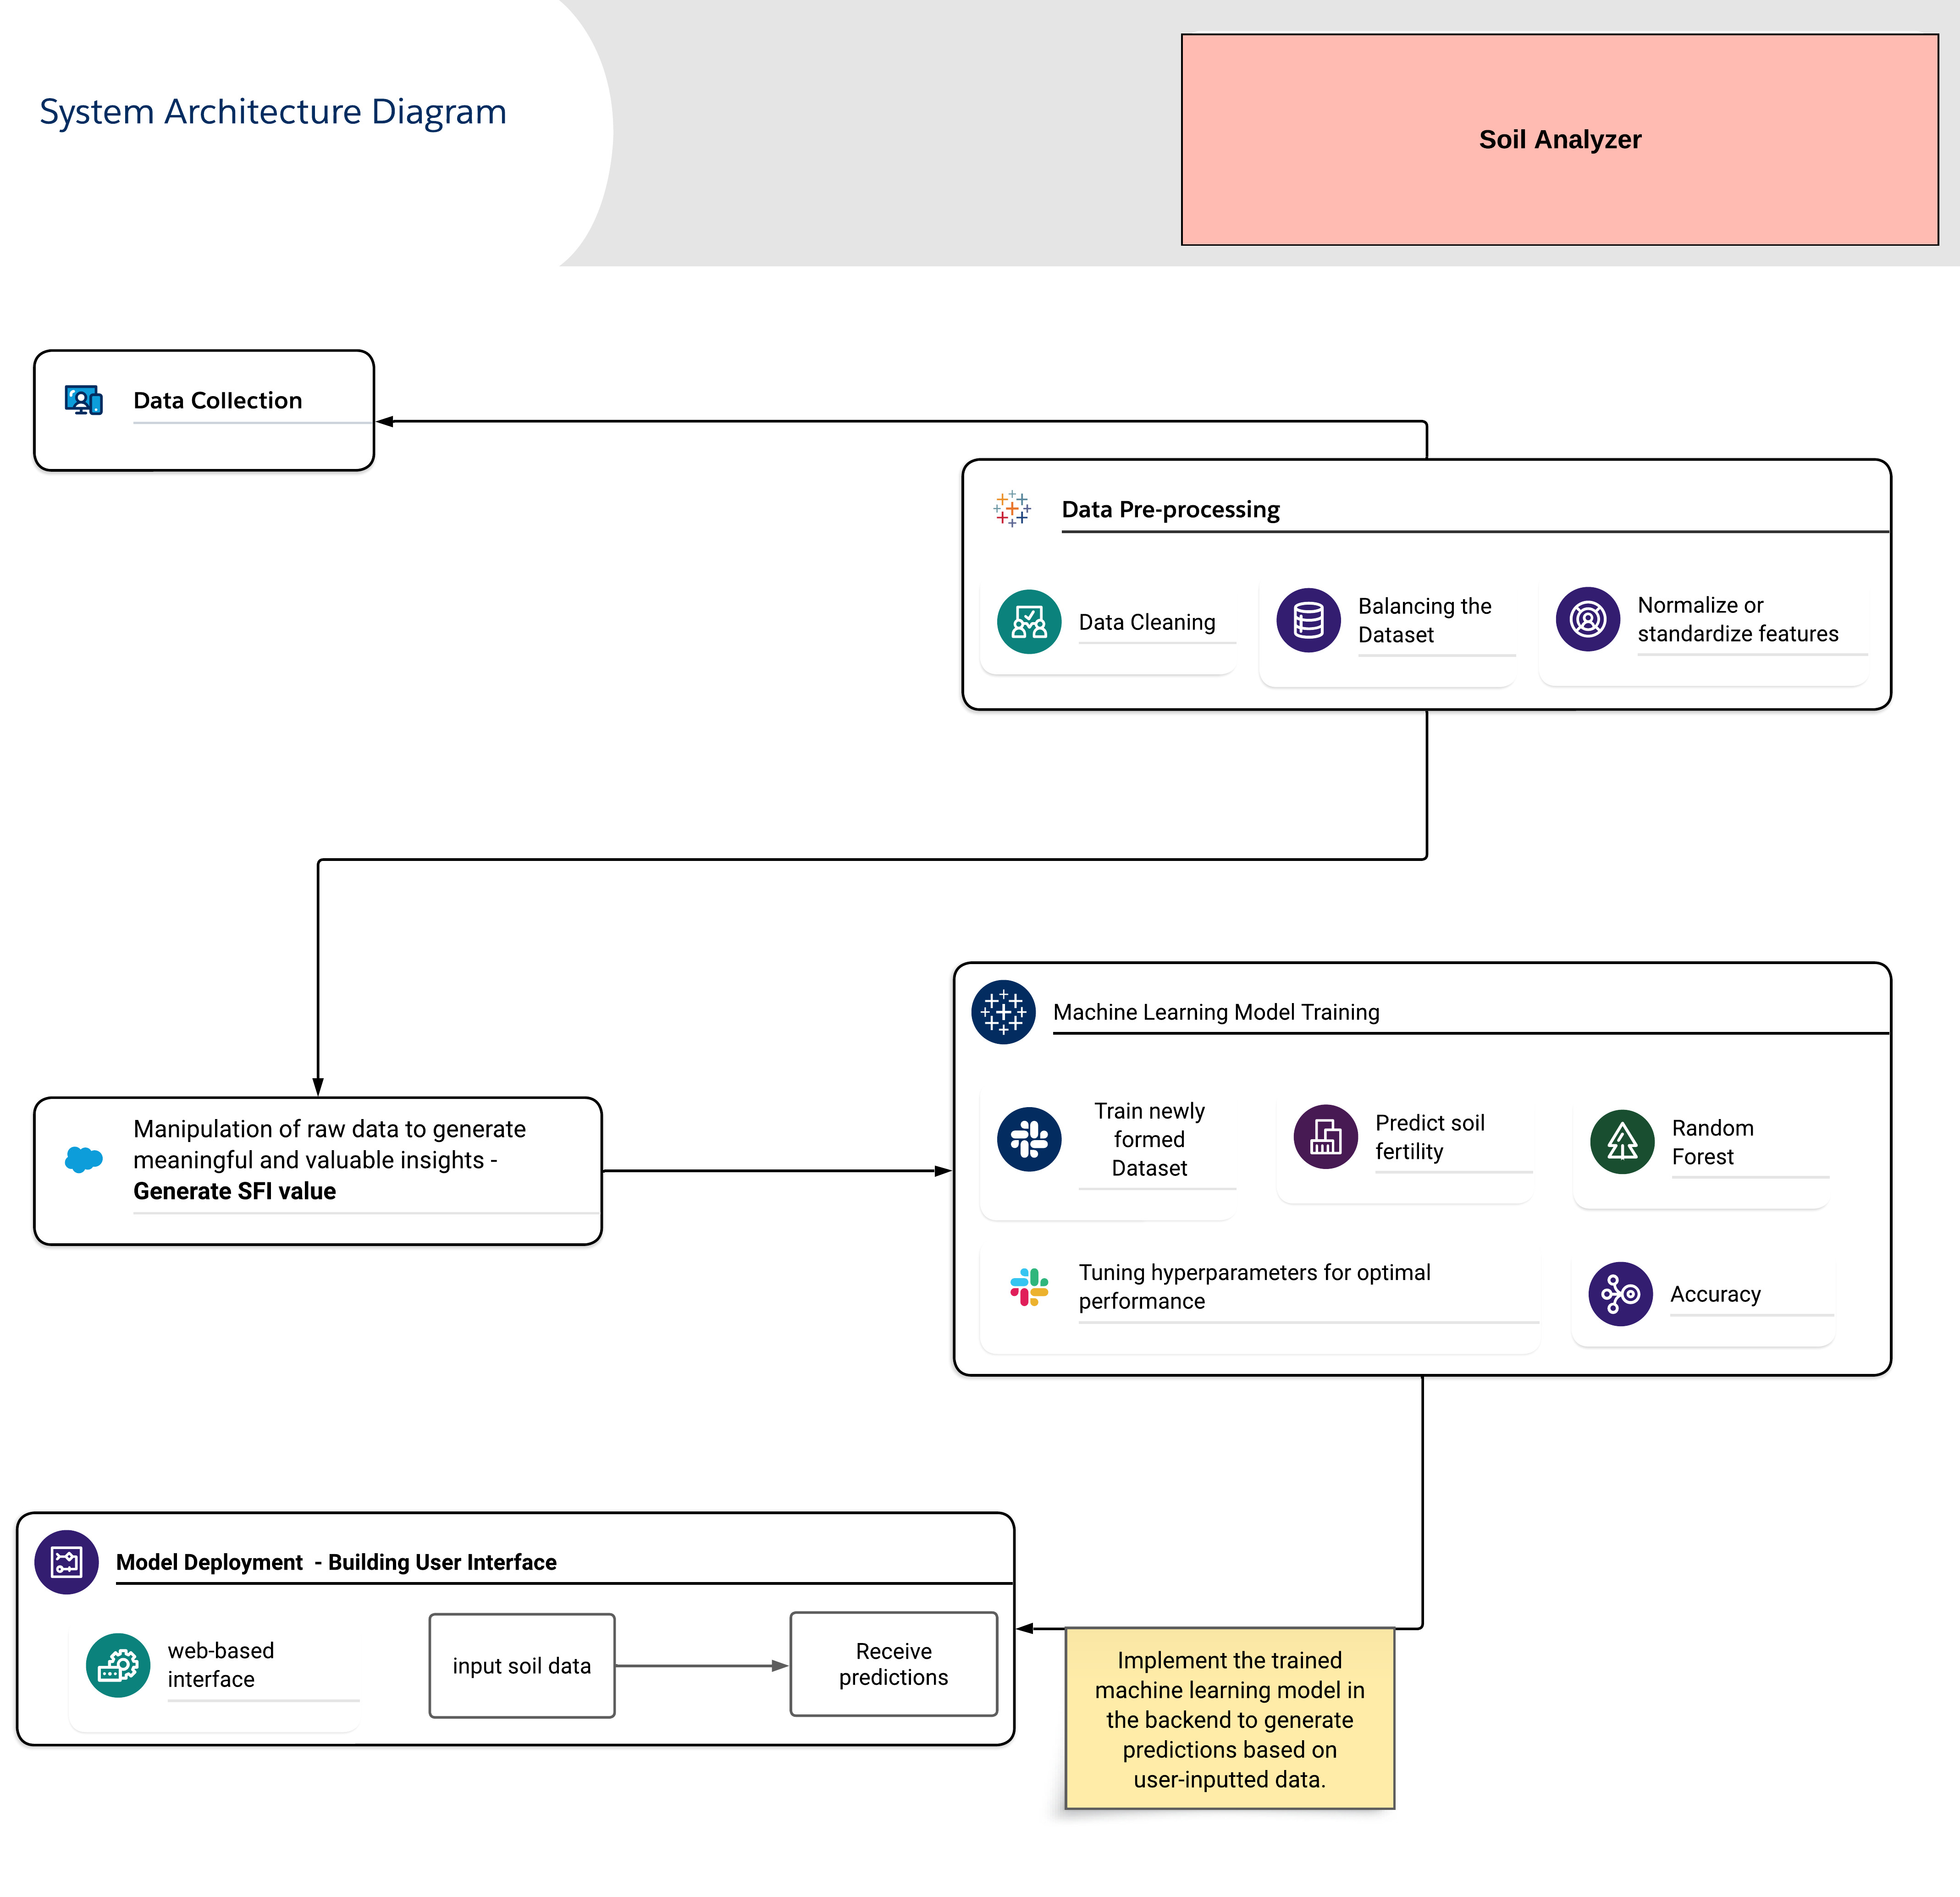 System Architecture Diagram
Soil Analyzer
Data Collection
Data Pre-processing
Data Cleaning
Balancing the
Dataset
Normalize or
standardize features
Manipulation of raw data to generate
meaningful and valuable insights -
Generate SFI value
Machine Learning Model Training
Train newly
formed
Dataset
Predict soil
fertility
Random
Forest
Tuning hyperparameters for optimal
performance
Accuracy
Model Deployment - Building User Interface
web-based
interface
input soil data
Receive
predictions
Implement the trained
machine learning model in
the backend to generate
predictions based on
user-inputted data.